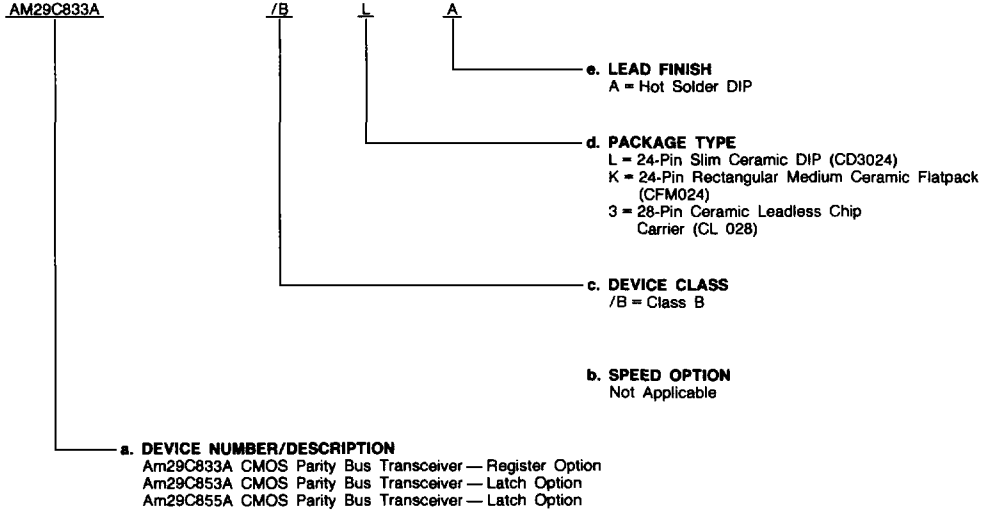 AM29C833A /B L A
e. LEAD FINISH
A = Hot Solder DIP
d. PACKAGE TYPE
L = 24-Pin Slim Ceramic DIP (CD3024)
K = 24-Pin Rectangular Medium Ceramic Flatpack
(CFM024)
3 = 28-Pin Ceramic Leadless Chip
Carrier (CL 028)
c. DEVICE CLASS
/B = Class B
b. SPEED OPTION
Not Applicable
a. DEVICE NUMBER/DESCRIPTION
Am29C833A CMOS Parity Bus Transceiver — Register Option
Am29C853A CMOS Parity Bus Transceiver — Latch Option
Am29C855A CMOS Parity Bus Transceiver — Latch Option